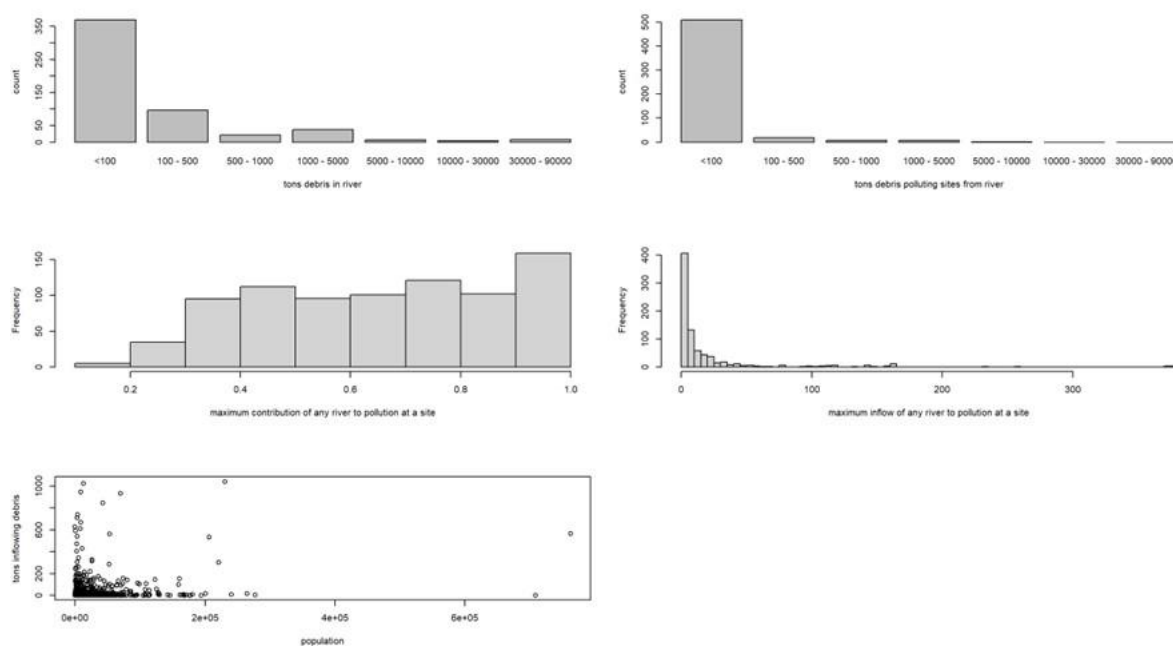 count
0 50 150 250 350
<100 100 - 500 500 - 1000 1000 - 5000 5000 - 10000 10000 - 30000 30000 - 90000
tons debris in river
count
0 100 200 300 400 500
<100 100 - 500 500 - 1000 1000 - 5000 5000 - 10000 10000 - 30000 30000 - 9000
tons debris polluting sites from river
Frequency
0 50 100 150
0.2 0.4 0.6 0.8 1.0
maximum contribution of any river to pollution at a site
Frequency
0 100 200 300 400
0 100 200 300
maximum inflow of any river to pollution at a site
tons inflowing debris
0 200 600 1000
0e+00 2e+05 4e+05 6e+05
population